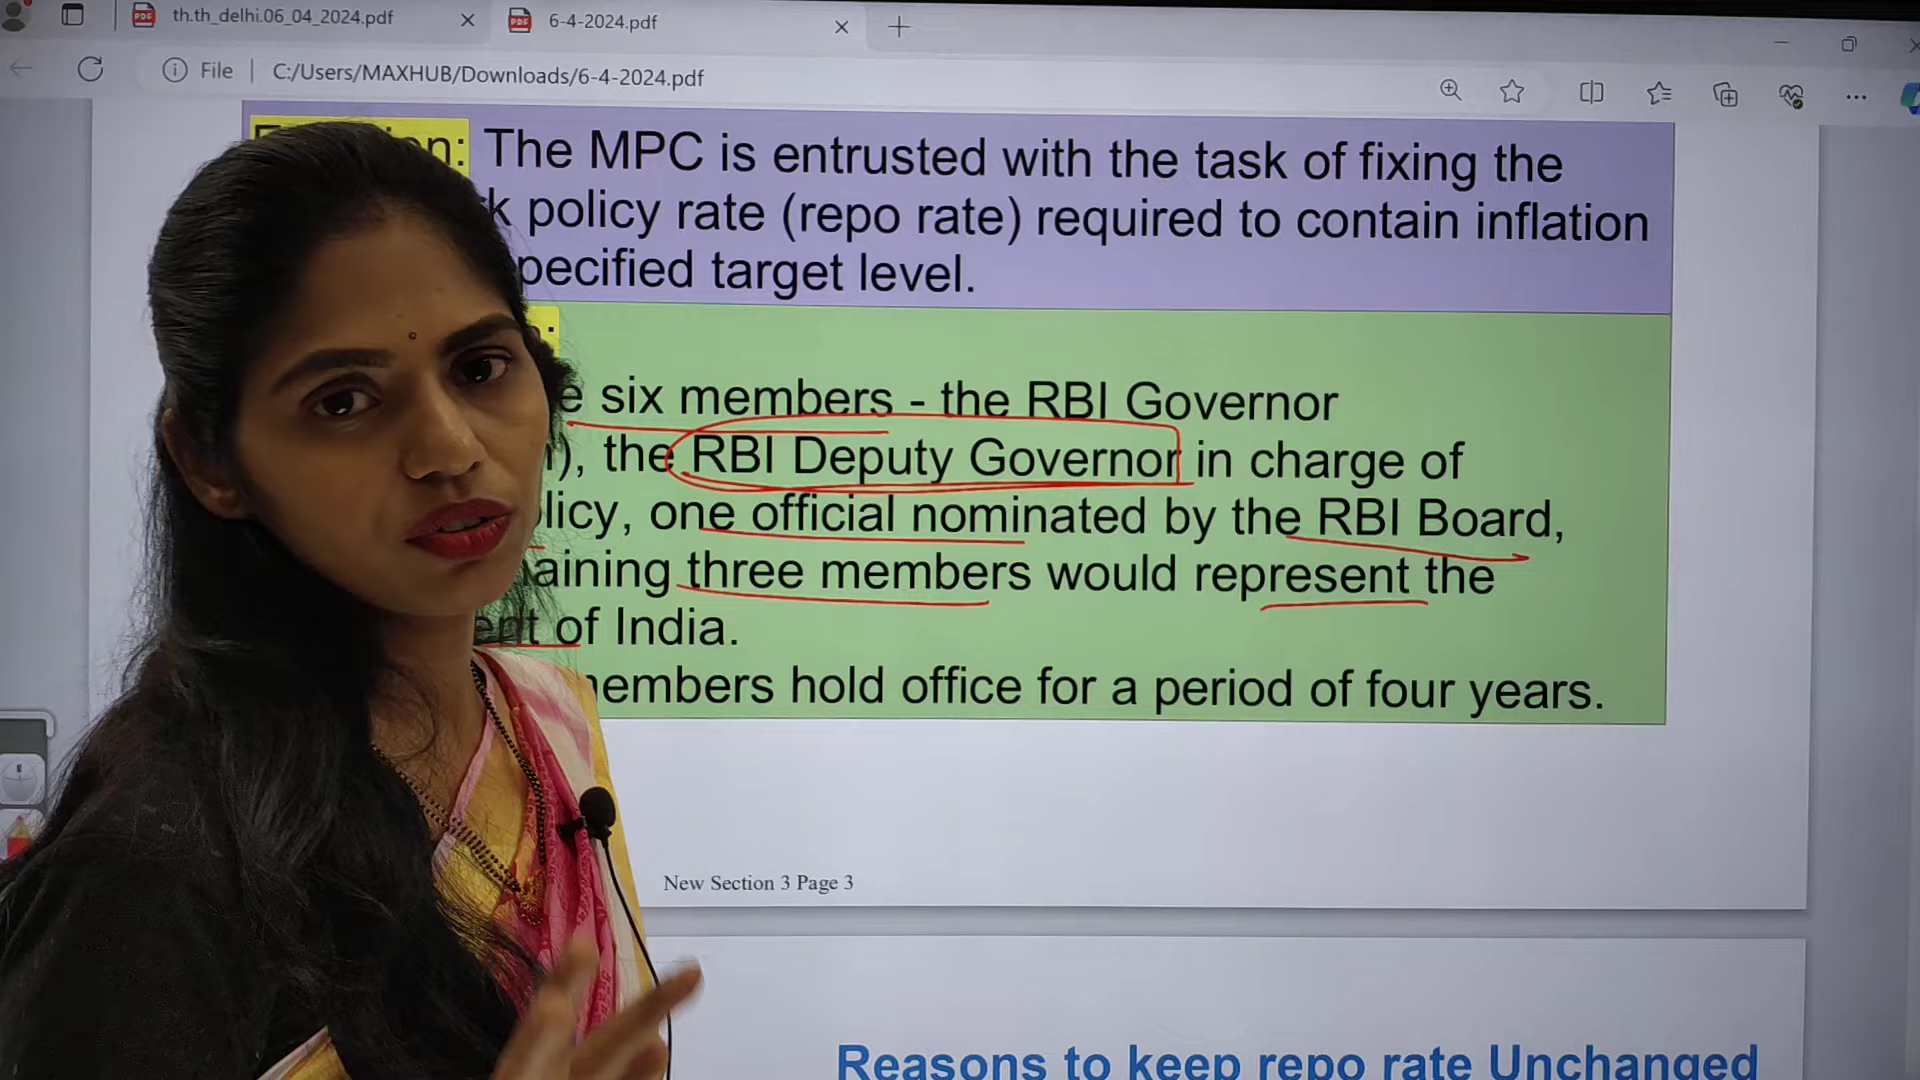 th.th_delhi.06_04_2024.pdf
6-4-2024.pdf
File | C:/Users/MAXHUB/Downloads/6-4-2024.pdf
The MPC is entrusted with the task of fixing the
policy rate (repo rate) required to contain inflation
target level.
six members - the RBI Governor
the RBI Deputy Governor in charge of
one official nominated by the RBI Board,
three members would represent the
of India.
hold office for a period of four years.
New Section 3 Page 3
Reasons to keep repo rate Unchanged